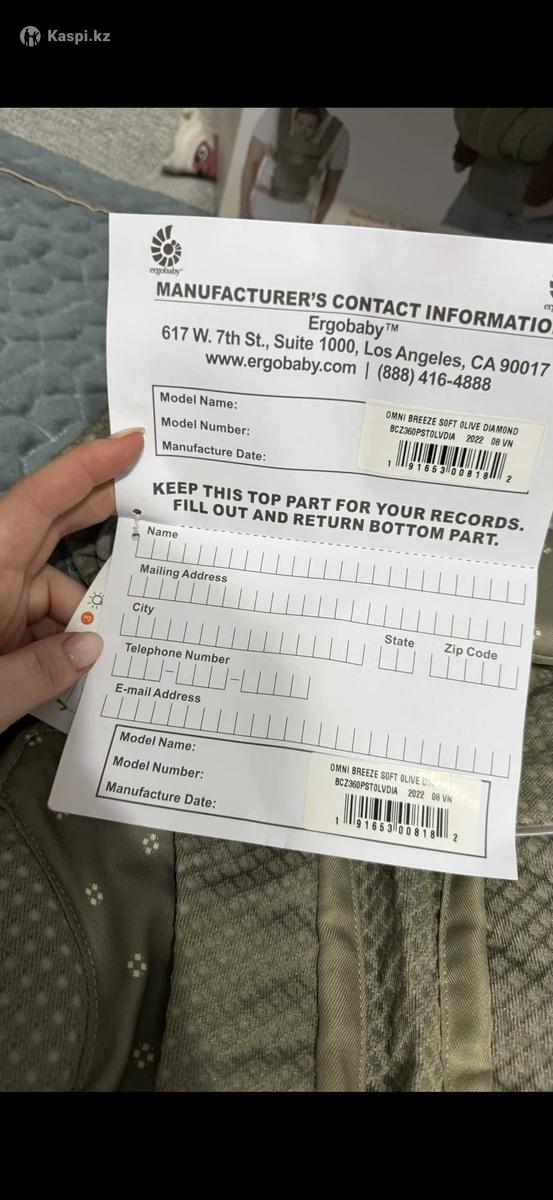 Kaspi.kz
ergobaby™
MANUFACTURER'S CONTACT INFORMATIO
Ergobaby™
617 W. 7th St., Suite 1000, Los Angeles, CA 90017
www.ergobaby.com | (888) 416-4888
Model Name:
Model Number:
Manufacture Date:
OMNI BREEZE SOFT OLIVE DIAMOND
BCZ360PSTOLVDIA 2022 08 VN
1 91653 00818 2
KEEP THIS TOP PART FOR YOUR RECORDS.
FILL OUT AND RETURN BOTTOM PART.
Name
Mailing Address
City
State
Zip Code
Telephone Number
E-mail Address
3
Model Name:
Model Number:
Manufacture Date:
OMNI BREEZE SOFT OLIVE
BCZ360PSTOLVDIA 2022 08 VN
1 91653 00818 2